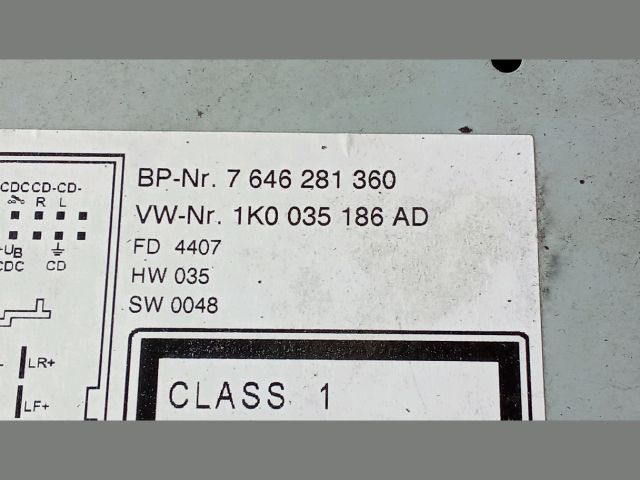 BP-Nr. 7 646 281 360
VW-Nr. 1K0 035 186 AD
FD 4407
HW 035
SW 0048
CLASS 1
CDCCD-CD-
R L
UB
CDC CD
LR+
LF+